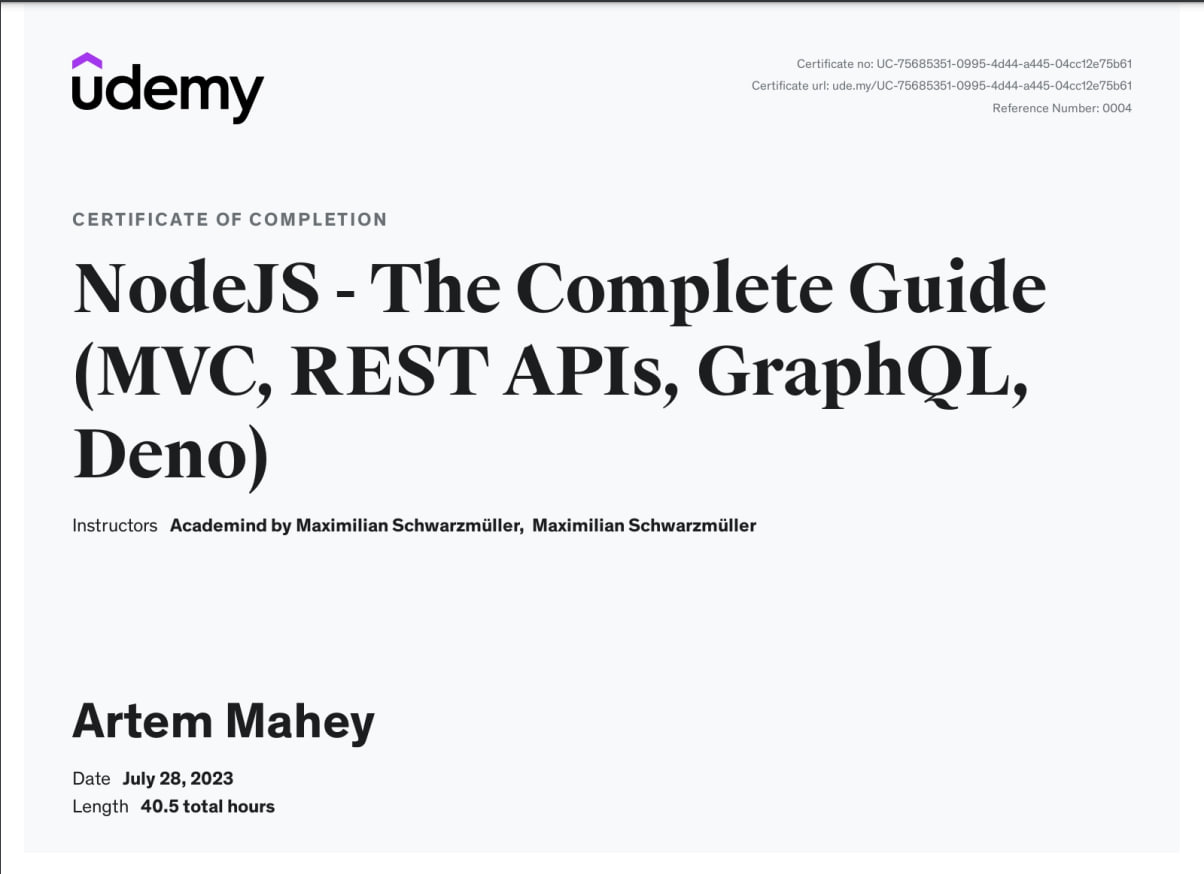 udemy
Certificate no: UC-75685351-0995-4d44-a445-04cc12e75b61
Certificate url: ude.my/UC-75685351-0995-4d44-a445-04cc12e75b61
Reference Number: 0004
CERTIFICATE OF COMPLETION
NodeJS - The Complete Guide
(MVC, REST APIs, GraphQL,
Deno)
Instructors Academind by Maximilian Schwarzmüller, Maximilian Schwarzmüller
Artem Mahey
Date July 28, 2023
Length 40.5 total hours